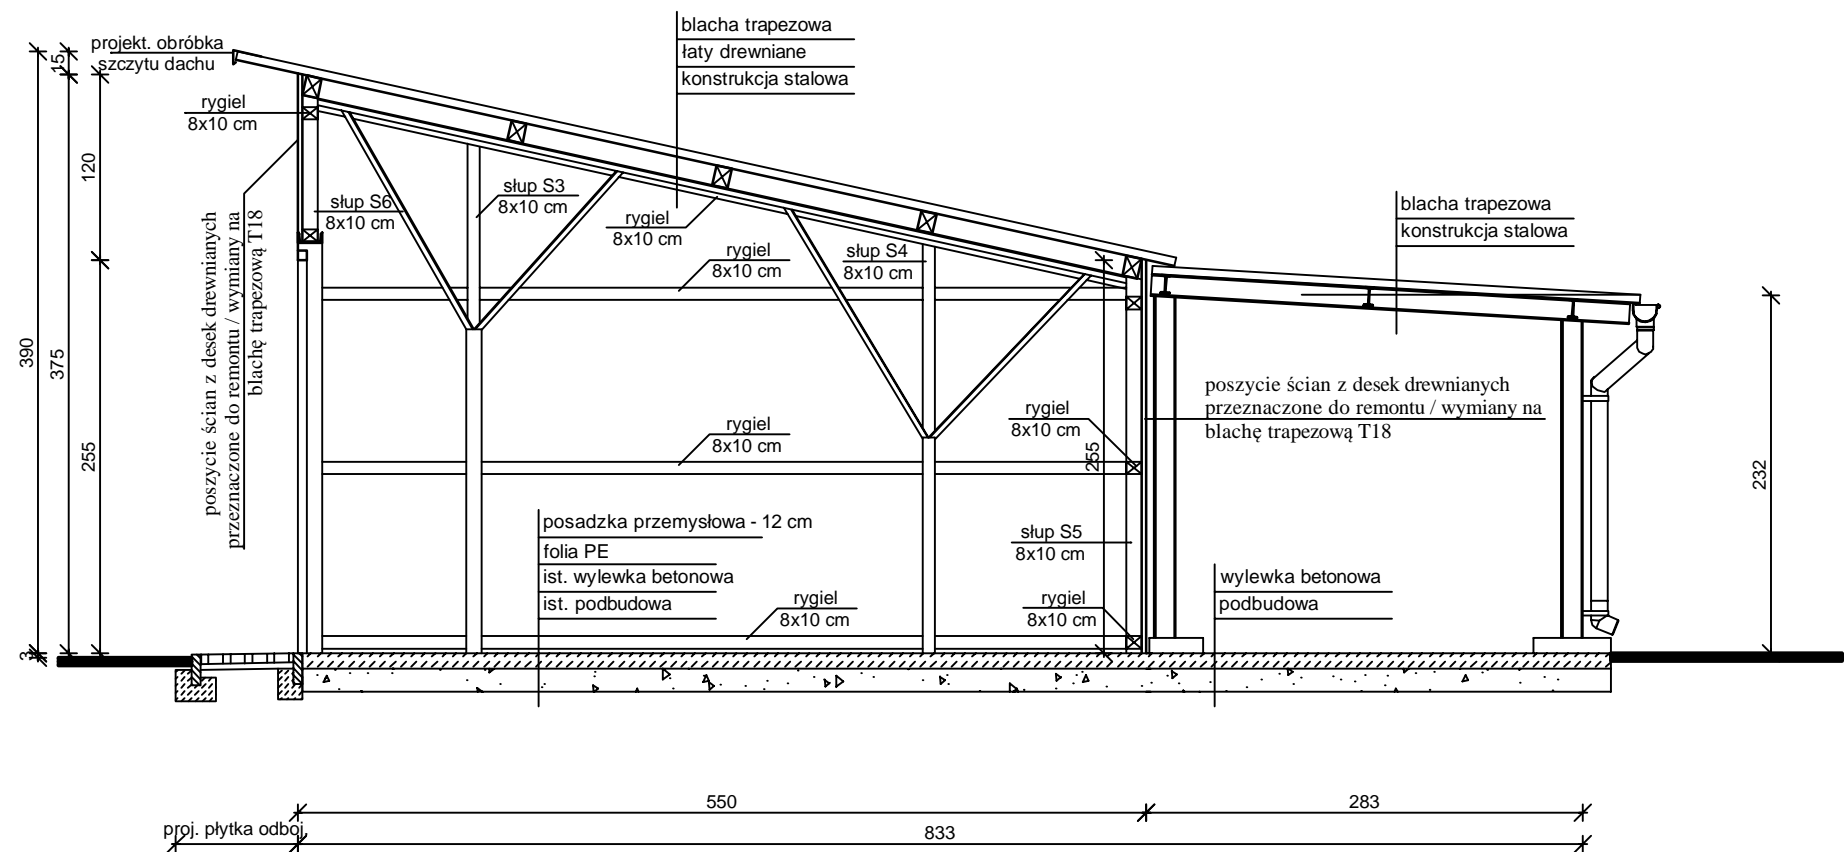 blacha trapezowa
łaty drewniane
konstrukcja stalowa
projekt. obróbka
szczytu dachu
15
rygiel
8x10 cm
120
słup S6
8x10 cm
słup S3
8x10 cm
rygiel
8x10 cm
rygiel
8x10 cm
słup S4
8x10 cm
blacha trapezowa
konstrukcja stalowa
poszycie ścian z desek drewnianych
przeznaczone do remontu / wymiany na
blachę trapezową T18
390
375
255
3
rygiel
8x10 cm
rygiel
8x10 cm
255
poszycie ścian z desek drewnianych
przeznaczone do remontu / wymiany na
blachę trapezową T18
232
posadzka przemysłowa - 12 cm
folia PE
ist. wylewka betonowa
ist. podbudowa
słup S5
8x10 cm
rygiel
8x10 cm
rygiel
8x10 cm
wylewka betonowa
podbudowa
550
283
proj. płytka odboj.
833